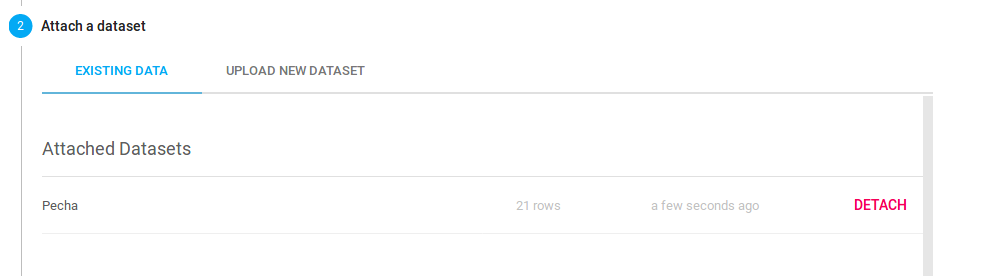 2 Attach a dataset
EXISTING DATA UPLOAD NEW DATASET
Attached Datasets
Pecha 21 rows a few seconds ago DETACH